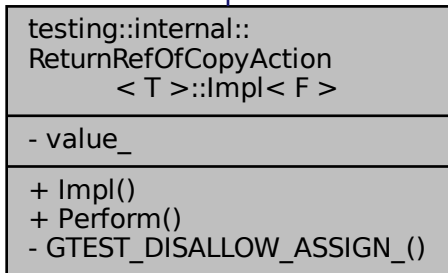 testing::internal::
ReturnRefOfCopyAction
< T >::Impl< F >
- value_
+ Impl()
+ Perform()
- GTEST_DISALLOW_ASSIGN_()